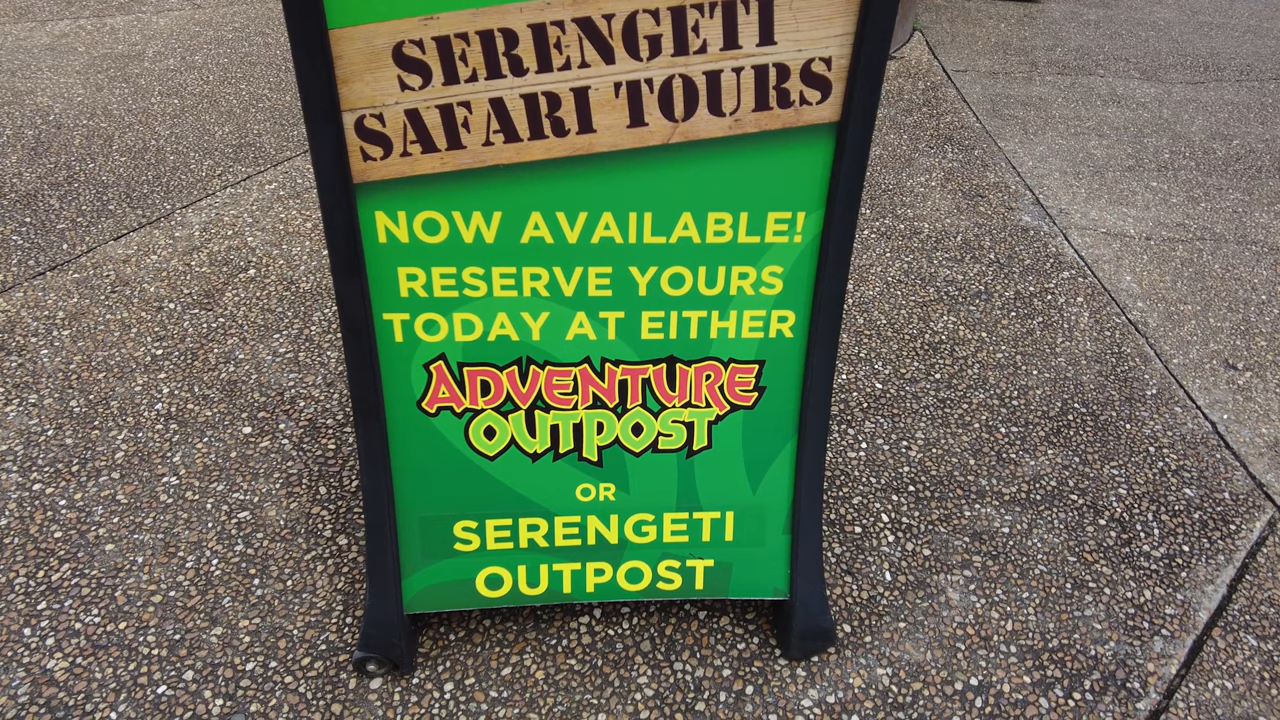 SERENGETI
SAFARI TOURS
NOW AVAILABLE!
RESERVE YOURS
TODAY AT EITHER
ADVENTURE
OUTPOST
OR
SERENGETI
OUTPOST